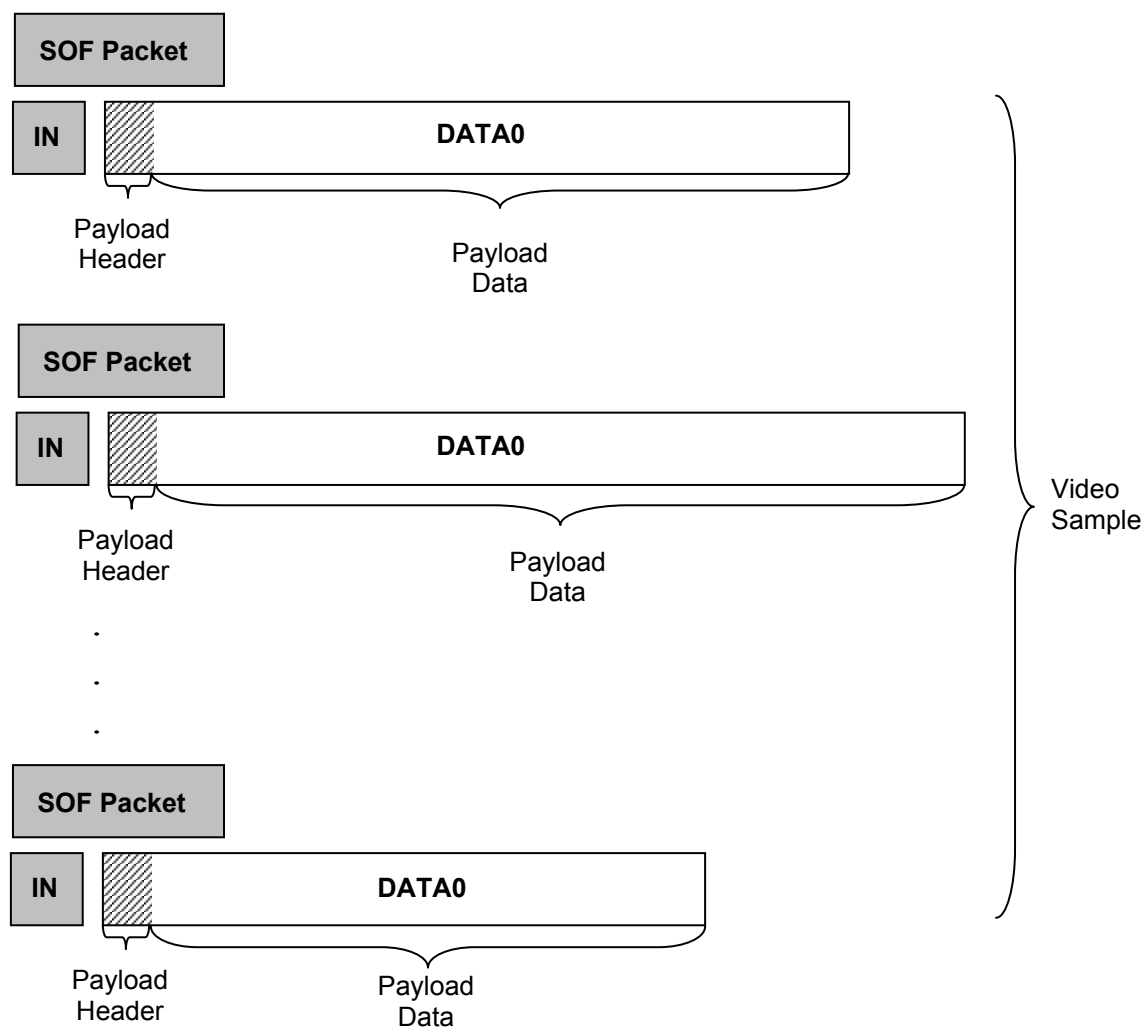 SOF Packet
IN
DATA0
Payload
Header
Payload
Data
SOF Packet
IN
DATA0
Payload
Header
Payload
Data
Video
Sample
.
.
.
SOF Packet
IN
DATA0
Payload
Header
Payload
Data